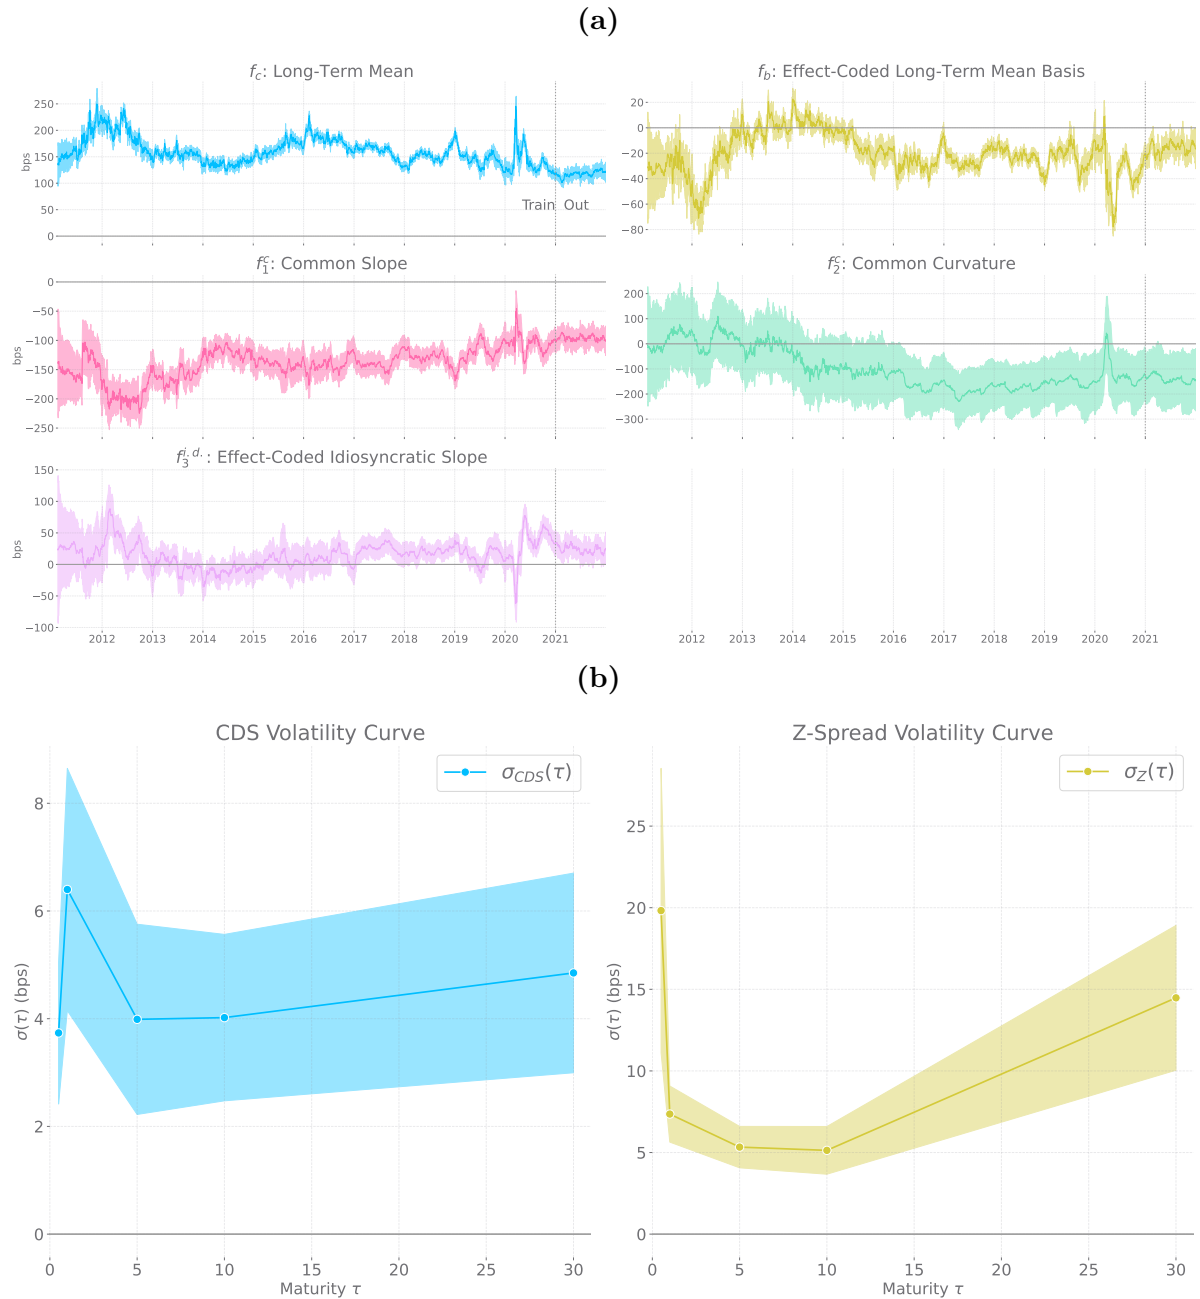 (a)
f_c: Long-Term Mean
250
200
150
100
50
0
bps
Train Out
f_b: Effect-Coded Long-Term Mean Basis
20
0
−20
−40
−60
−80
f_1^c: Common Slope
0
−50
−100
−150
−200
−250
bps
f_2^c: Common Curvature
200
100
0
−100
−200
−300
f_3^{i.d.}: Effect-Coded Idiosyncratic Slope
150
100
50
0
−50
−100
bps
2012 2013 2014 2015 2016 2017 2018 2019 2020 2021
2012 2013 2014 2015 2016 2017 2018 2019 2020 2021
(b)
CDS Volatility Curve
σ_{CDS}(τ)
8
6
4
2
0
σ(τ) (bps)
0 5 10 15 20 25 30
Maturity τ
Z-Spread Volatility Curve
σ_Z(τ)
25
20
15
10
5
0
σ(τ) (bps)
0 5 10 15 20 25 30
Maturity τ